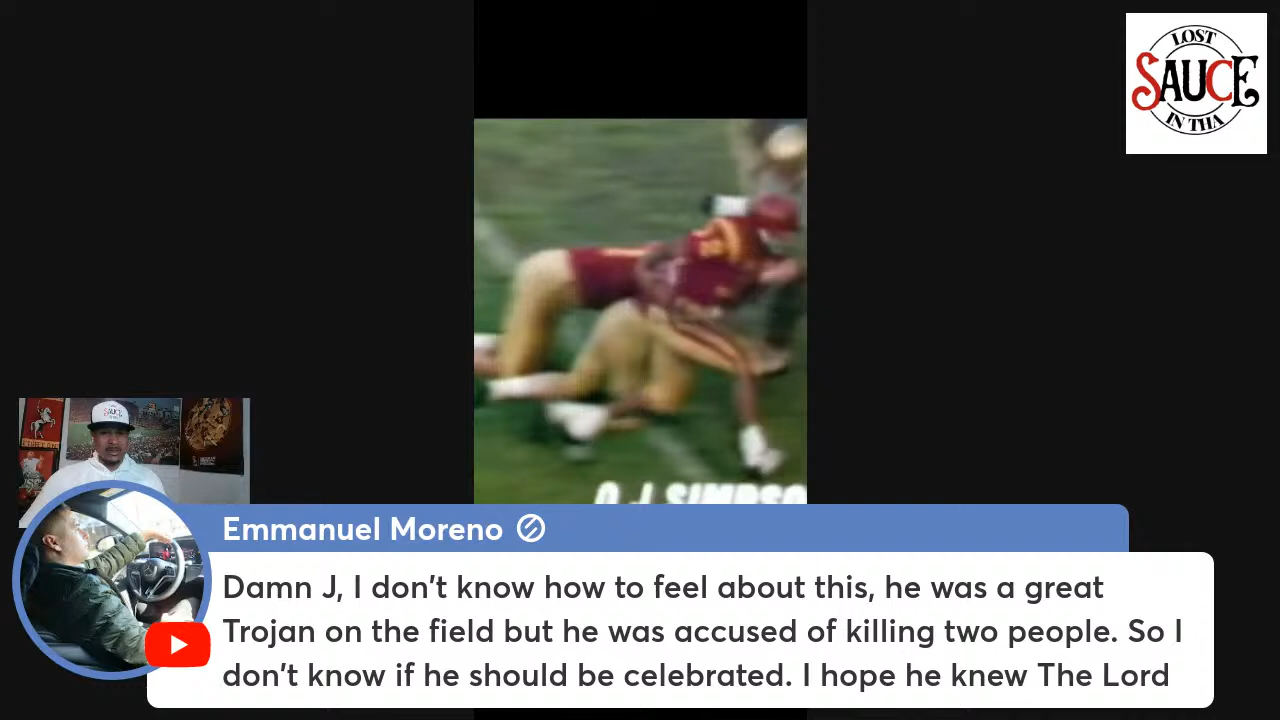 LOST
SAUCE
IN THA
SAUCE
O.J. SIMPSO
Emmanuel Moreno
Damn J, I don't know how to feel about this, he was a great
Trojan on the field but he was accused of killing two people. So I
don't know if he should be celebrated. I hope he knew The Lord